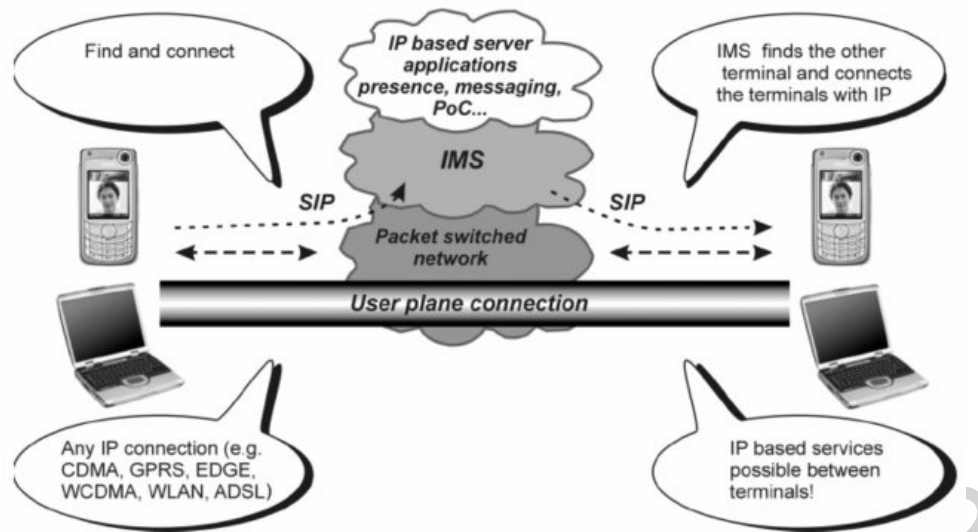 Find and connect
IP based server
applications
presence, messaging,
PoC...
IMS finds the other
terminal and connects
the terminals with IP
IMS
SIP
SIP
Packet switched
network
User plane connection
Any IP connection (e.g.
CDMA, GPRS, EDGE,
WCDMA, WLAN, ADSL)
IP based services
possible between
terminals!